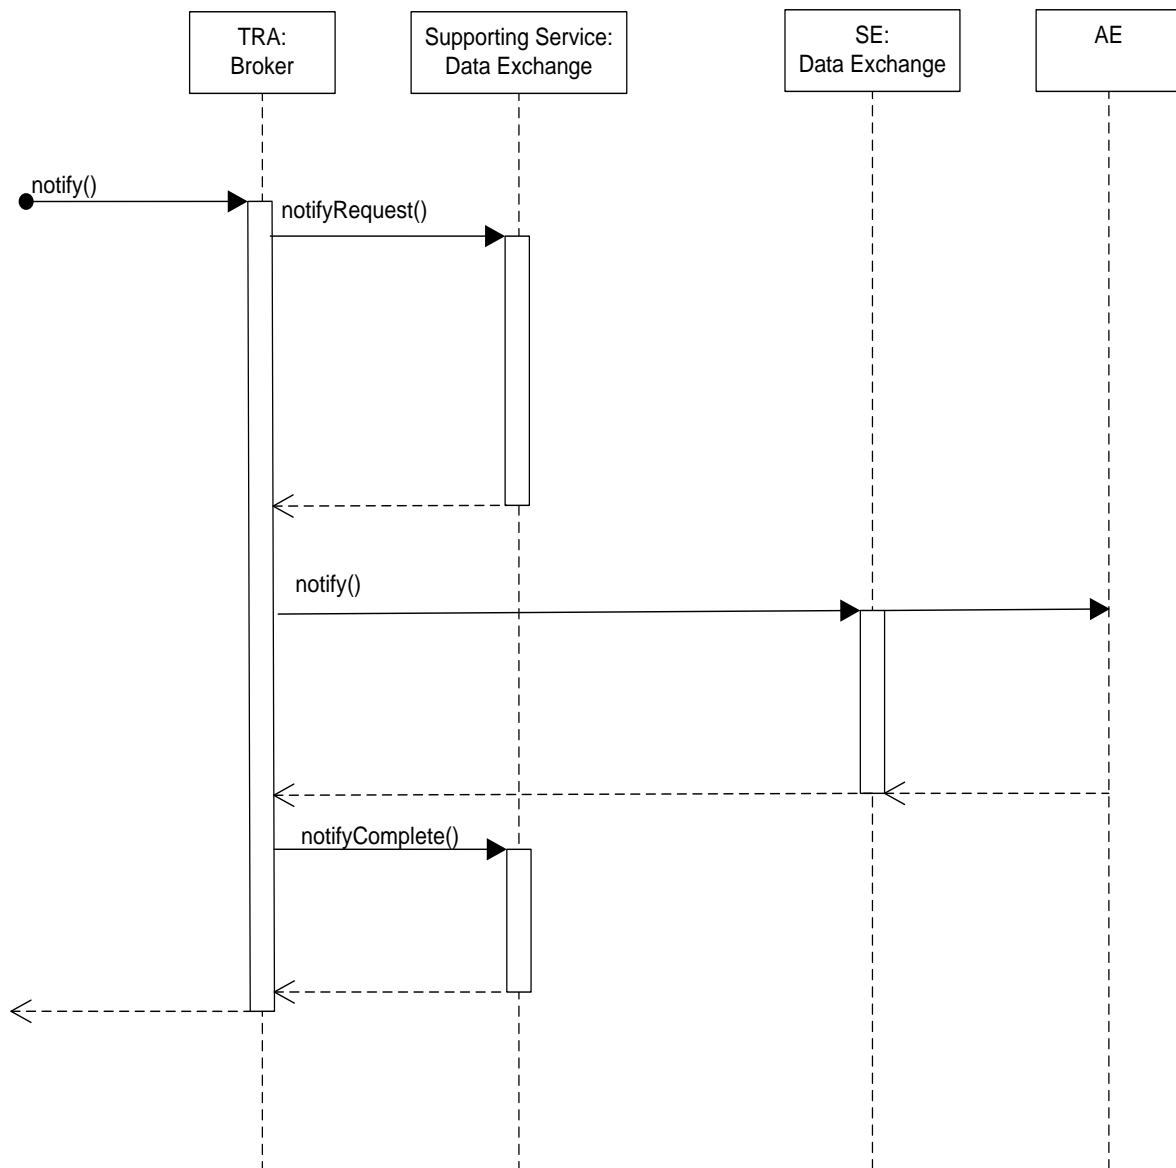 TRA:
Broker
Supporting Service:
Data Exchange
SE:
Data Exchange
AE
notify()
notifyRequest()
notify()
notifyComplete()